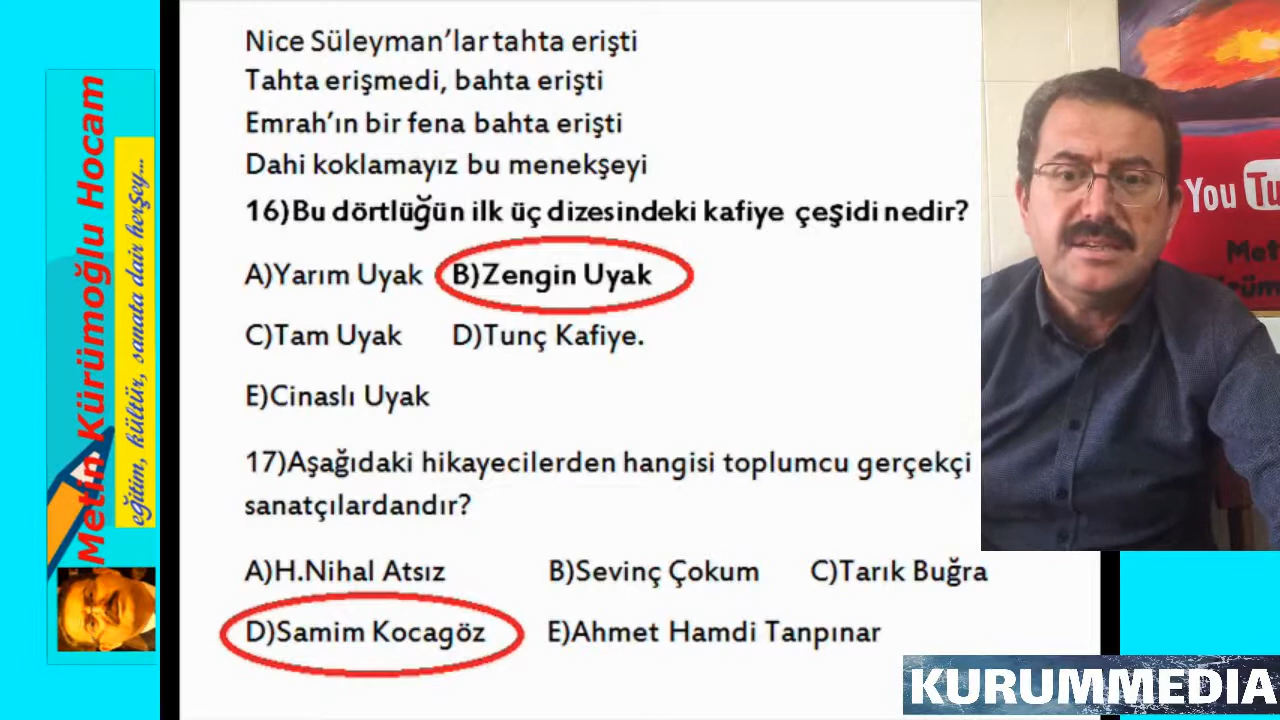 Nice Süleyman’lar tahta erişti
Tahta erişmedi, bahta erişti
Emrah’ın bir fena bahta erişti
Dahi koklamayız bu menekşeyi
16)Bu dörtlüğün ilk üç dizesindeki kafiye çeşidi nedir?
A)Yarım Uyak B)Zengin Uyak
C)Tam Uyak D)Tunç Kafiye.
E)Cinaslı Uyak
17)Aşağıdaki hikayecilerden hangisi toplumcu gerçekçi
sanatçılardandır?
A)H.Nihal Atsız B)Sevinç Çokum C)Tarık Buğra
D)Samim Kocagöz E)Ahmet Hamdi Tanpınar
Metin Kürümoğlu Hocam
eğitim, kültür, sanata dair herşey...
You Tu
Met
KURUMMEDIA